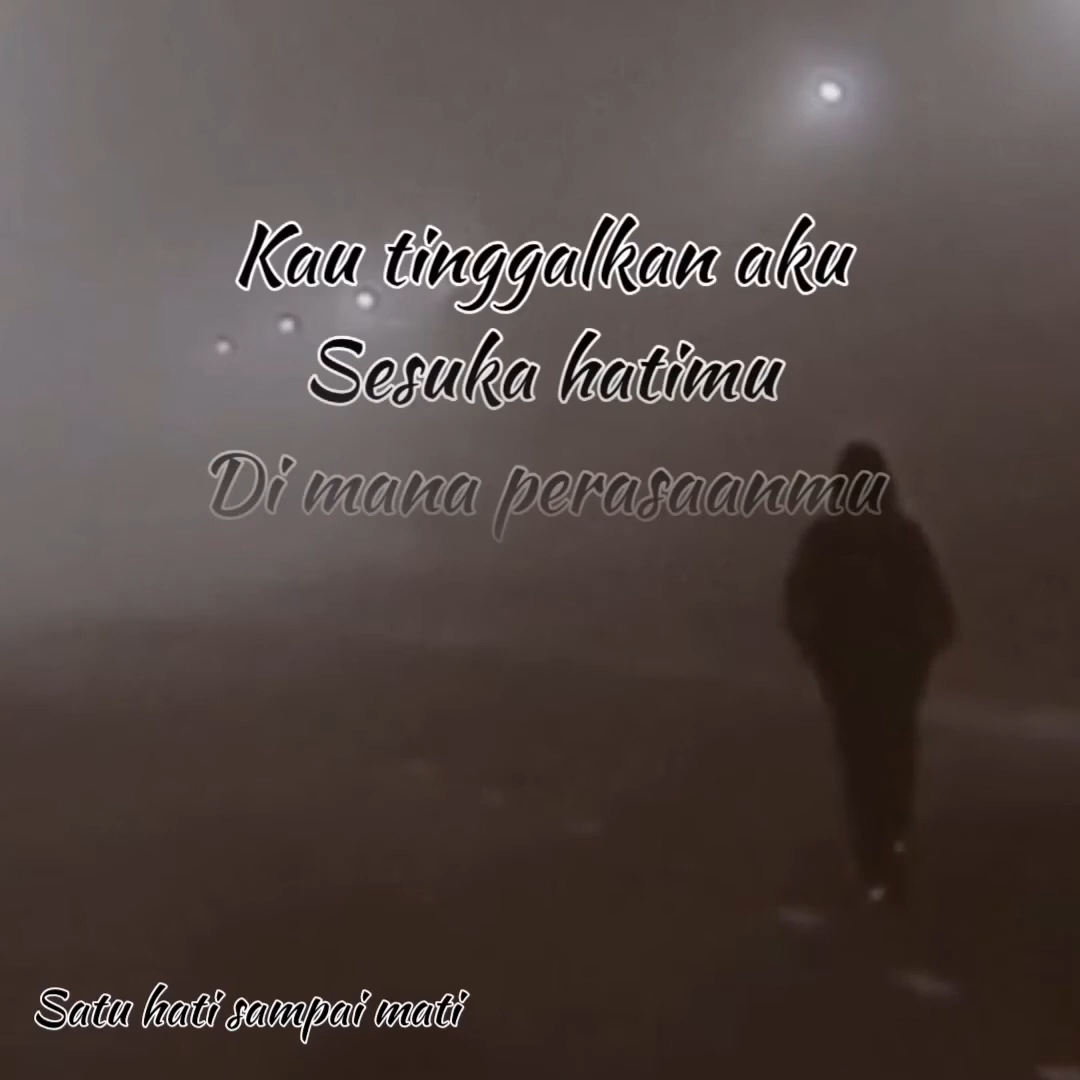 Kau tinggalkan aku
Sesuka hatimu
Di mana perasaanmu
Satu hati sampai mati